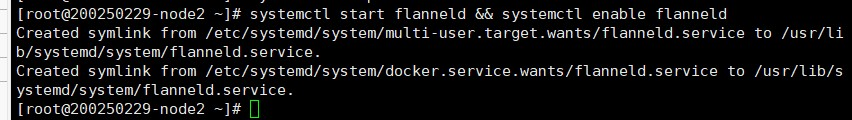 [root@200250229-node2 ~]# systemctl start flanneld && systemctl enable flanneld
Created symlink from /etc/systemd/system/multi-user.target.wants/flanneld.service to /usr/li
b/systemd/system/flanneld.service.
Created symlink from /etc/systemd/system/docker.service.wants/flanneld.service to /usr/lib/s
ystemd/system/flanneld.service.
[root@200250229-node2 ~]#